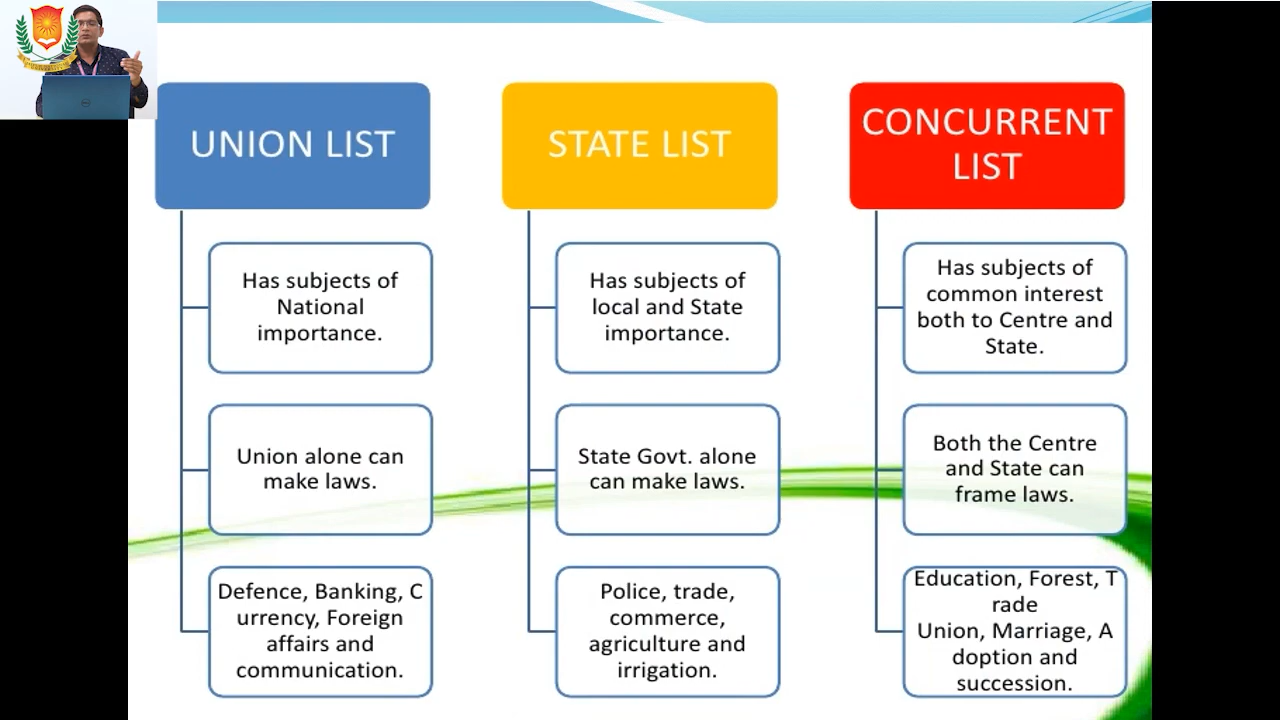 UNION LIST
Has subjects of
National
importance.
Union alone can
make laws.
Defence, Banking, C
urrency, Foreign
affairs and
communication.
STATE LIST
Has subjects of
local and State
importance.
State Govt. alone
can make laws.
Police, trade,
commerce,
agriculture and
irrigation.
CONCURRENT
LIST
Has subjects of
common interest
both to Centre and
State.
Both the Centre
and State can
frame laws.
Education, Forest, T
rade
Union, Marriage, A
doption and
succession.